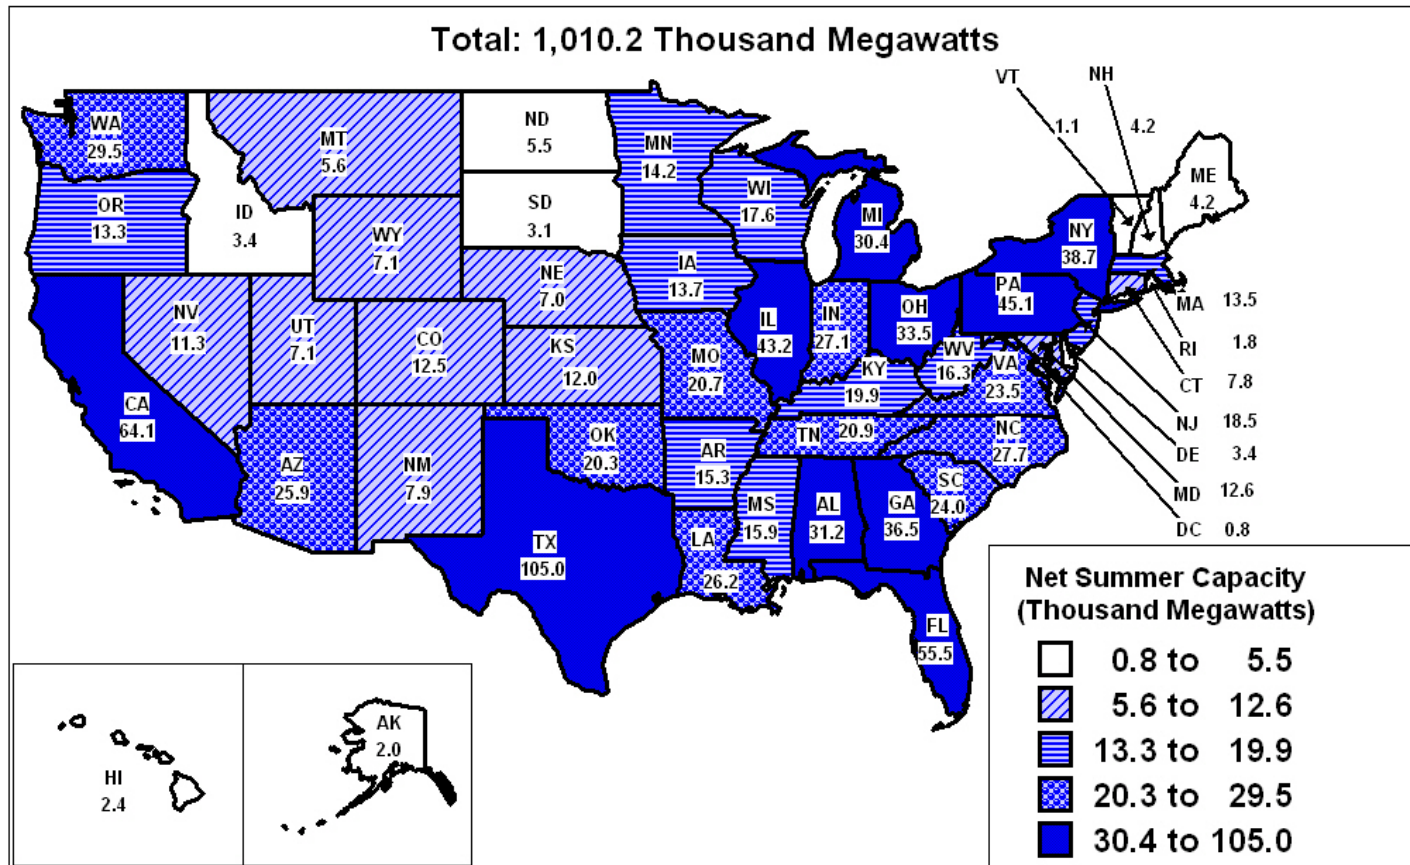 Total: 1,010.2 Thousand Megawatts
VT
1.1
NH
4.2
WA
29.5
MT
5.6
ND
5.5
MN
14.2
ME
4.2
OR
13.3
ID
3.4
SD
3.1
WI
17.6
MI
30.4
NY
38.7
WY
7.1
NE
7.0
IA
13.7
PA
45.1
MA 13.5
NV
11.3
UT
7.1
CO
12.5
KS
12.0
IL
43.2
IN
27.1
OH
33.5
WV
16.3
VA
23.5
RI 1.8
CT 7.8
MO
20.7
KY
19.9
NJ 18.5
CA
64.1
TN 20.9
NC
27.7
DE 3.4
AZ
25.9
NM
7.9
OK
20.3
AR
15.3
SC
24.0
MD 12.6
MS
15.9
AL
31.2
GA
36.5
DC 0.8
TX
105.0
LA
26.2
FL
55.5
HI
2.4
AK
2.0
Net Summer Capacity
(Thousand Megawatts)
0.8 to 5.5
5.6 to 12.6
13.3 to 19.9
20.3 to 29.5
30.4 to 105.0